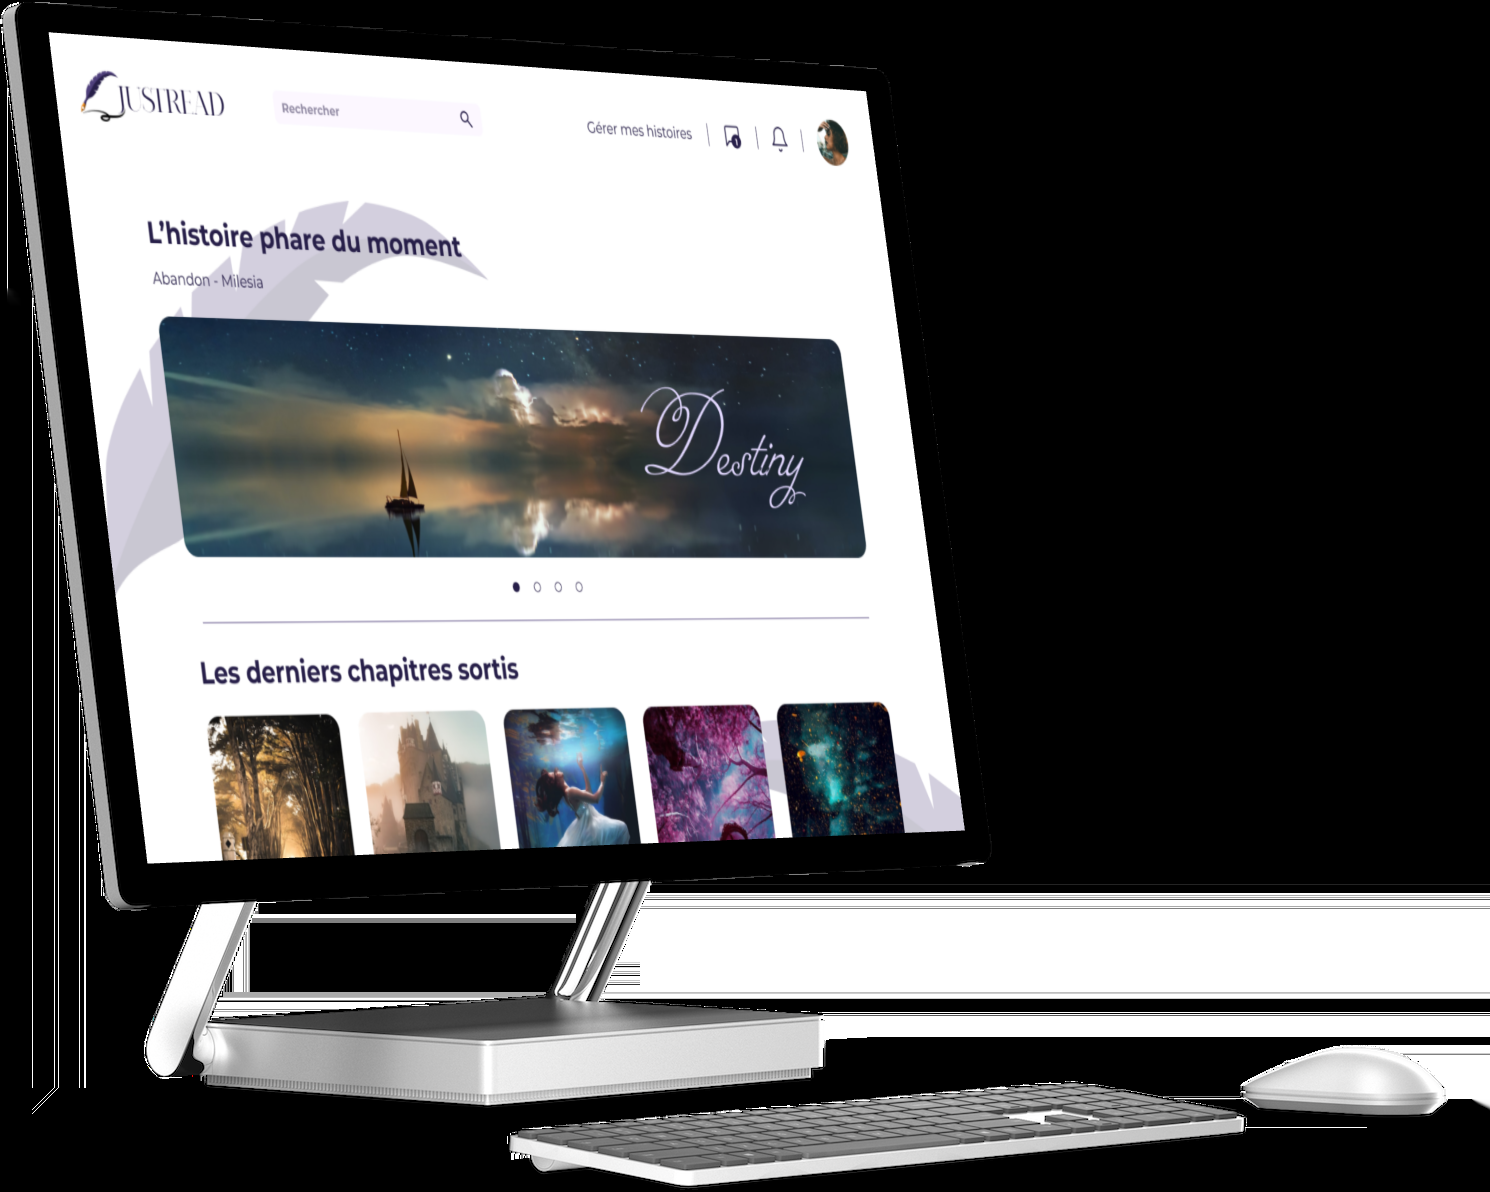 JUSTREAD
Rechercher
Gérer mes histoires
1
L'histoire phare du moment
Abandon - Milesia
Destiny
Les derniers chapitres sortis